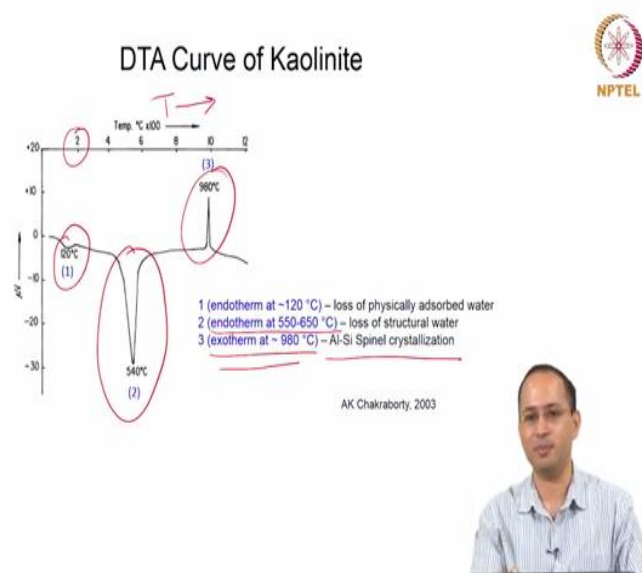 DTA Curve of Kaolinite
NPTEL
T
Temp. °C x100
2 4 6 8 10 12
+20
+10
0
-10
-20
-30
μV
120°C
(1)
540°C
(2)
(3)
980°C
1 (endotherm at ~120 °C) – loss of physically adsorbed water
2 (endotherm at 550-650 °C) – loss of structural water
3 (exotherm at ~ 980 °C) – Al-Si Spinel crystallization
AK Chakraborty, 2003